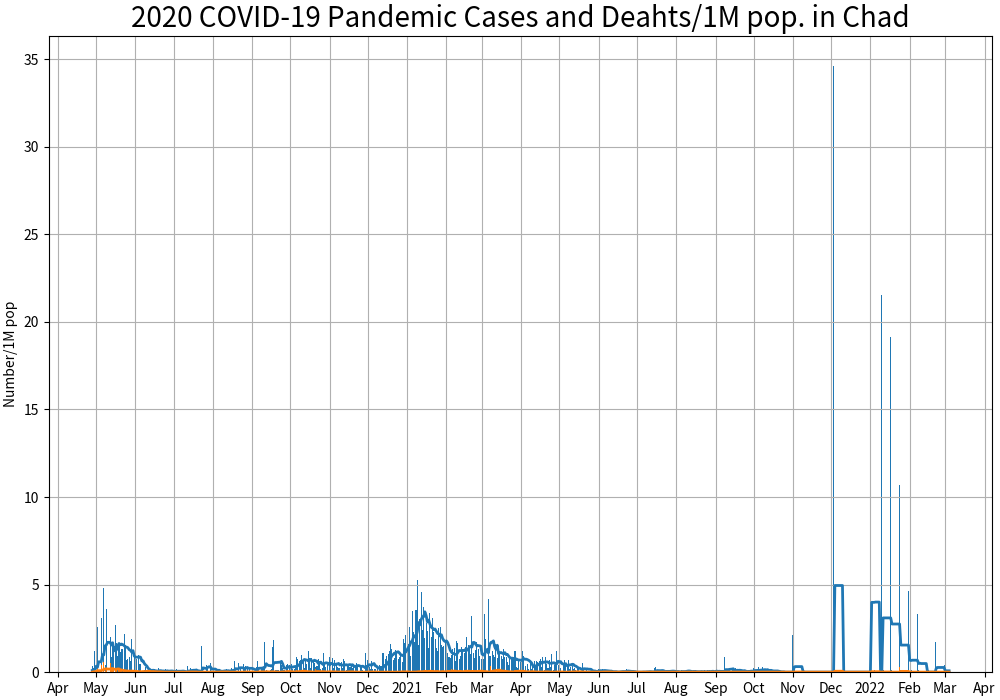 2020 COVID-19 Pandemic Cases and Deahts/1M pop. in Chad
35
30
25
20
15
10
5
0
Number/1M pop
Apr May Jun Jul Aug Sep Oct Nov Dec 2021 Feb Mar Apr May Jun Jul Aug Sep Oct Nov Dec 2022 Feb Mar Apr